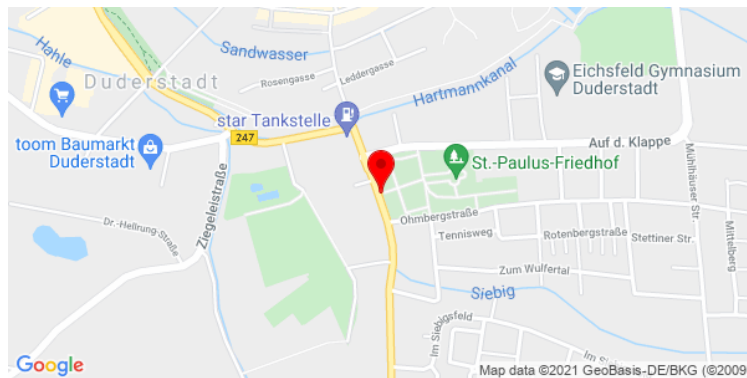 Sandwasser
Hahle
Duderstadt
Rosengasse
Leddergasse
Hartmannkanal
Eichsfeld Gymnasium
Duderstadt
star Tankstelle
247
toom Baumarkt
Duderstadt
Auf d. Klappe
St.-Paulus-Friedhof
Mühlhäuser Str.
Ziegeleistraße
Dr.-Hellrung-Straße
Ohmbergstraße
Tennisweg
Rotenbergstraße
Stettiner Str.
Mittelberg
Zum Wulfertal
Siebig
Im Siebigsfeld
Im Sie
Google
Map data ©2021 GeoBasis-DE/BKG (©2009